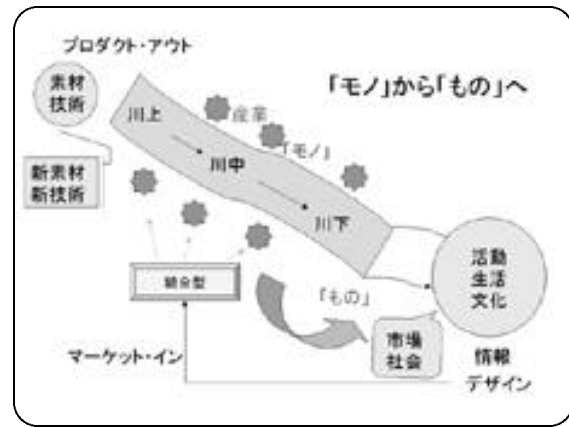 プロダクト・アウト
素材
技術
「モノ」から「もの」へ
川上
産業
「モノ」
川中
新素材
新技術
川下
活動
生活
文化
統合型
「もの」
市場
社会
マーケット・イン
情報
デザイン